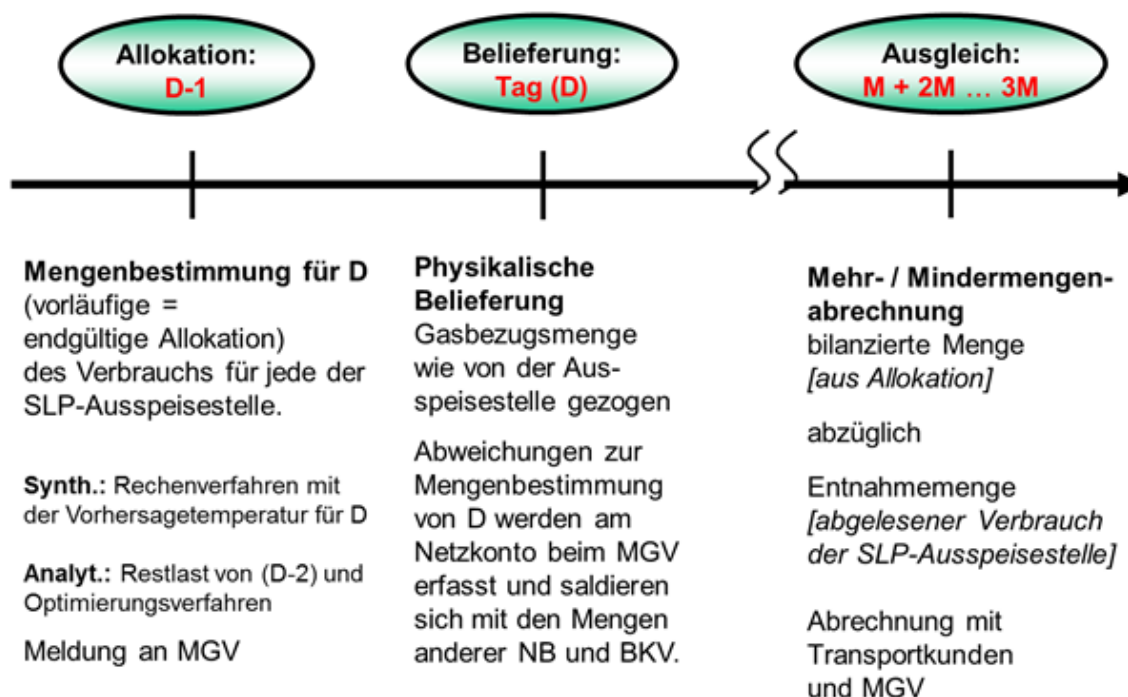 Allokation:
D-1
Belieferung:
Tag (D)
Ausgleich:
M + 2M … 3M
Mengenbestimmung für D
(vorläufige =
endgültige Allokation)
des Verbrauchs für jede der
SLP-Ausspeisestelle.
Synth.: Rechenverfahren mit
der Vorhersagetemperatur für D
Analyt.: Restlast von (D-2) und
Optimierungsverfahren
Meldung an MGV
Physikalische
Belieferung
Gasbezugsmenge
wie von der Aus-
speisestelle gezogen
Abweichungen zur
Mengenbestimmung
von D werden am
Netzkonto beim MGV
erfasst und saldieren
sich mit den Mengen
anderer NB und BKV.
Mehr- / Mindermengen-
abrechnung
bilanzierte Menge
[aus Allokation]
abzüglich
Entnahmemenge
[abgelesener Verbrauch
der SLP-Ausspeisestelle]
Abrechnung mit
Transportkunden
und MGV